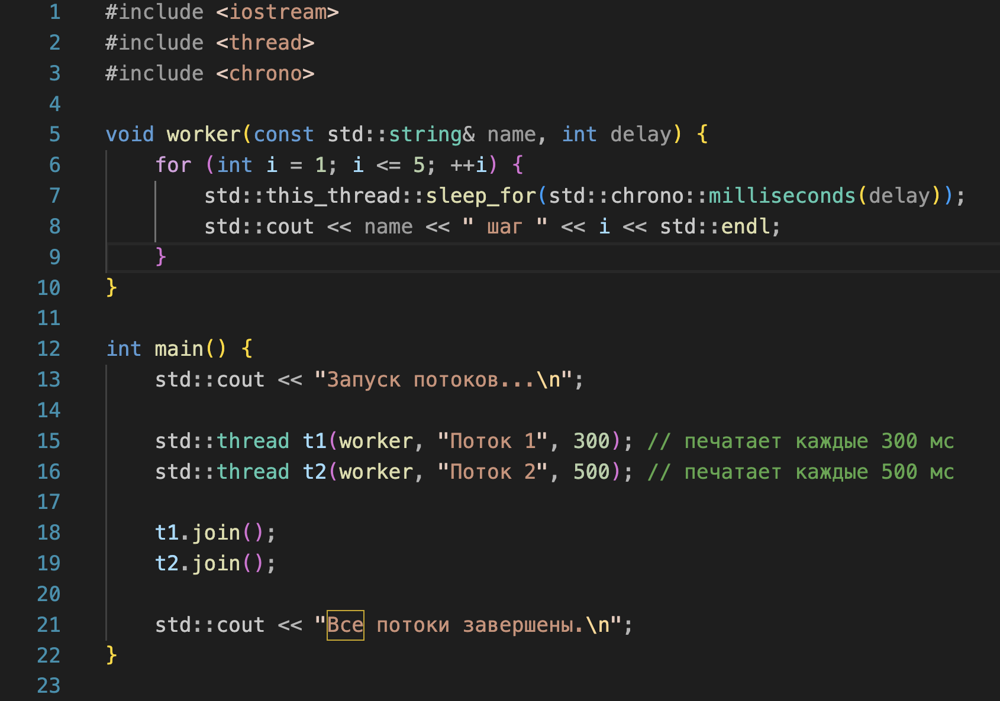 1 #include <iostream>
2 #include <thread>
3 #include <chrono>
4
5 void worker(const std::string& name, int delay) {
6     for (int i = 1; i <= 5; ++i) {
7         std::this_thread::sleep_for(std::chrono::milliseconds(delay));
8         std::cout << name << " шаг " << i << std::endl;
9     }
10 }
11
12 int main() {
13     std::cout << "Запуск потоков...\n";
14
15     std::thread t1(worker, "Поток 1", 300); // печатает каждые 300 мс
16     std::thread t2(worker, "Поток 2", 500); // печатает каждые 500 мс
17
18     t1.join();
19     t2.join();
20
21     std::cout << "Все потоки завершены.\n";
22 }
23